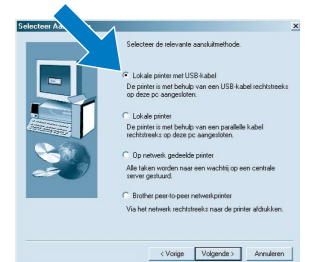 Selecteer Aa
Selecteer de relevante aansluitmethode.
Lokale printer met USB-kabel
De printer is met behulp van een USB-kabel rechtstreeks
op deze pc aangesloten.
Lokale printer
De printer is met behulp van een parallelle kabel
rechtstreeks op deze pc aangesloten.
Op netwerk gedeelde printer
Alle taken worden naar een wachtrij op een centrale
server gestuurd.
Brother peer-to-peer netwerkprinter
Via het netwerk rechtstreeks naar de printer afdrukken.
< Vorige Volgende > Annuleren